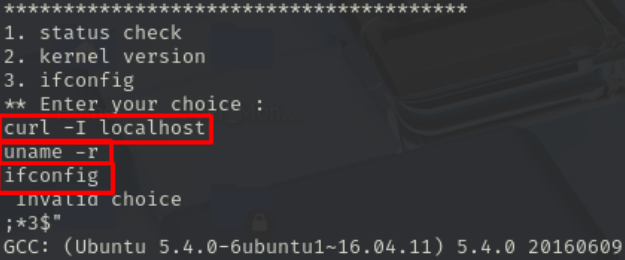 ***************************************
1. status check
2. kernel version
3. ifconfig
** Enter your choice :
curl -I localhost
uname -r
ifconfig
 Invalid choice
;*3$"
GCC: (Ubuntu 5.4.0-6ubuntu1~16.04.11) 5.4.0 20160609